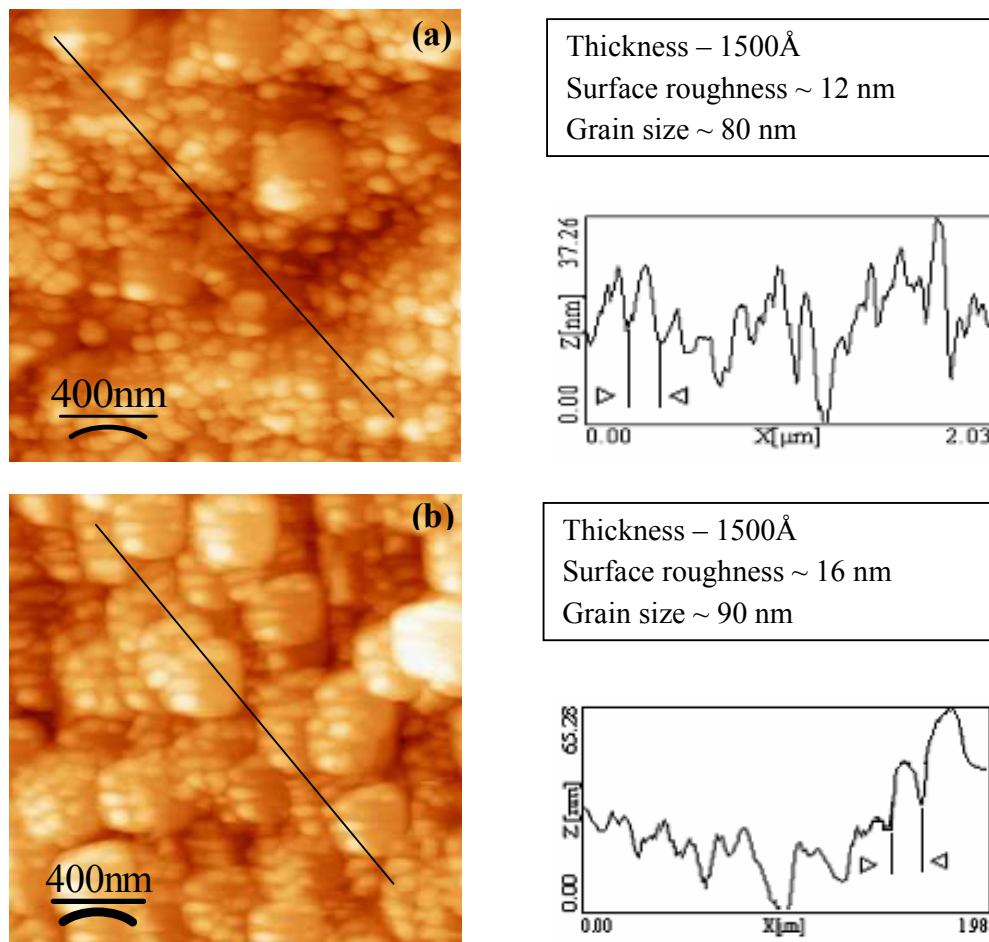 (a)
Thickness – 1500Å
Surface roughness ~ 12 nm
Grain size ~ 80 nm
37.26
Z[nm]
0.00
0.00 X[µm] 2.03
400nm
(b)
Thickness – 1500Å
Surface roughness ~ 16 nm
Grain size ~ 90 nm
65.28
Z[nm]
0.00
0.00 X[µm] 1.98
400nm